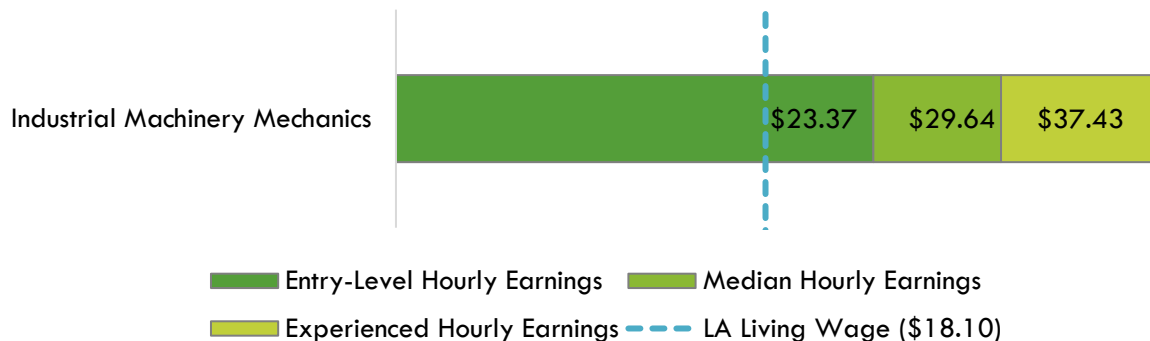 Industrial Machinery Mechanics $23.37 $29.64 $37.43
Entry-Level Hourly Earnings Median Hourly Earnings
Experienced Hourly Earnings LA Living Wage ($18.10)